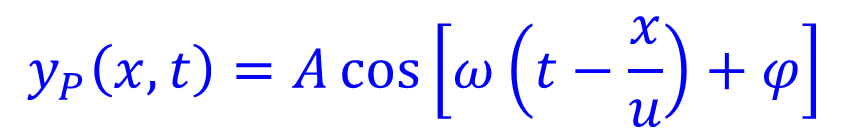 y_P(x, t) = A cos[ω(t − x/u) + φ]